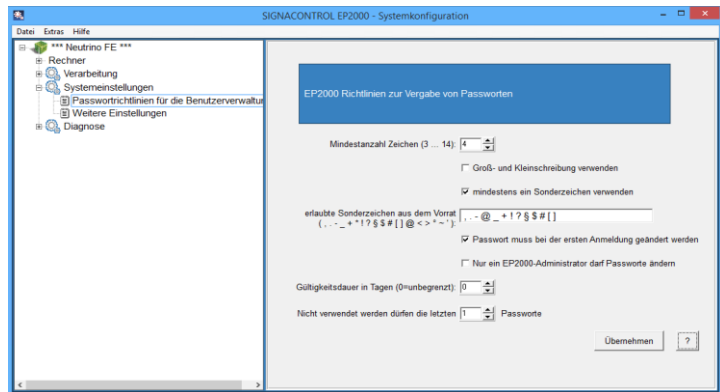 SIGNACONTROL EP2000 - Systemkonfiguration
Datei Extras Hilfe
*** Neutrino FE ***
Rechner
Verarbeitung
Systemeinstellungen
Passwortrichtlinien für die Benutzerverwaltur
Weitere Einstellungen
Diagnose
EP2000 Richtlinien zur Vergabe von Passworten
Mindestanzahl Zeichen (3 ... 14): 4
Groß- und Kleinschreibung verwenden
mindestens ein Sonderzeichen verwenden
erlaubte Sonderzeichen aus dem Vorrat
( , . - _ + * ! ? § $ # [ ] @ < > ° ~ ' ):
, . - @ _ + ! ? § $ # [ ]
Passwort muss bei der ersten Anmeldung geändert werden
Nur ein EP2000-Administrator darf Passworte ändern
Gültigkeitsdauer in Tagen (0=unbegrenzt): 0
Nicht verwendet werden dürfen die letzten 1 Passworte
Übernehmen ?